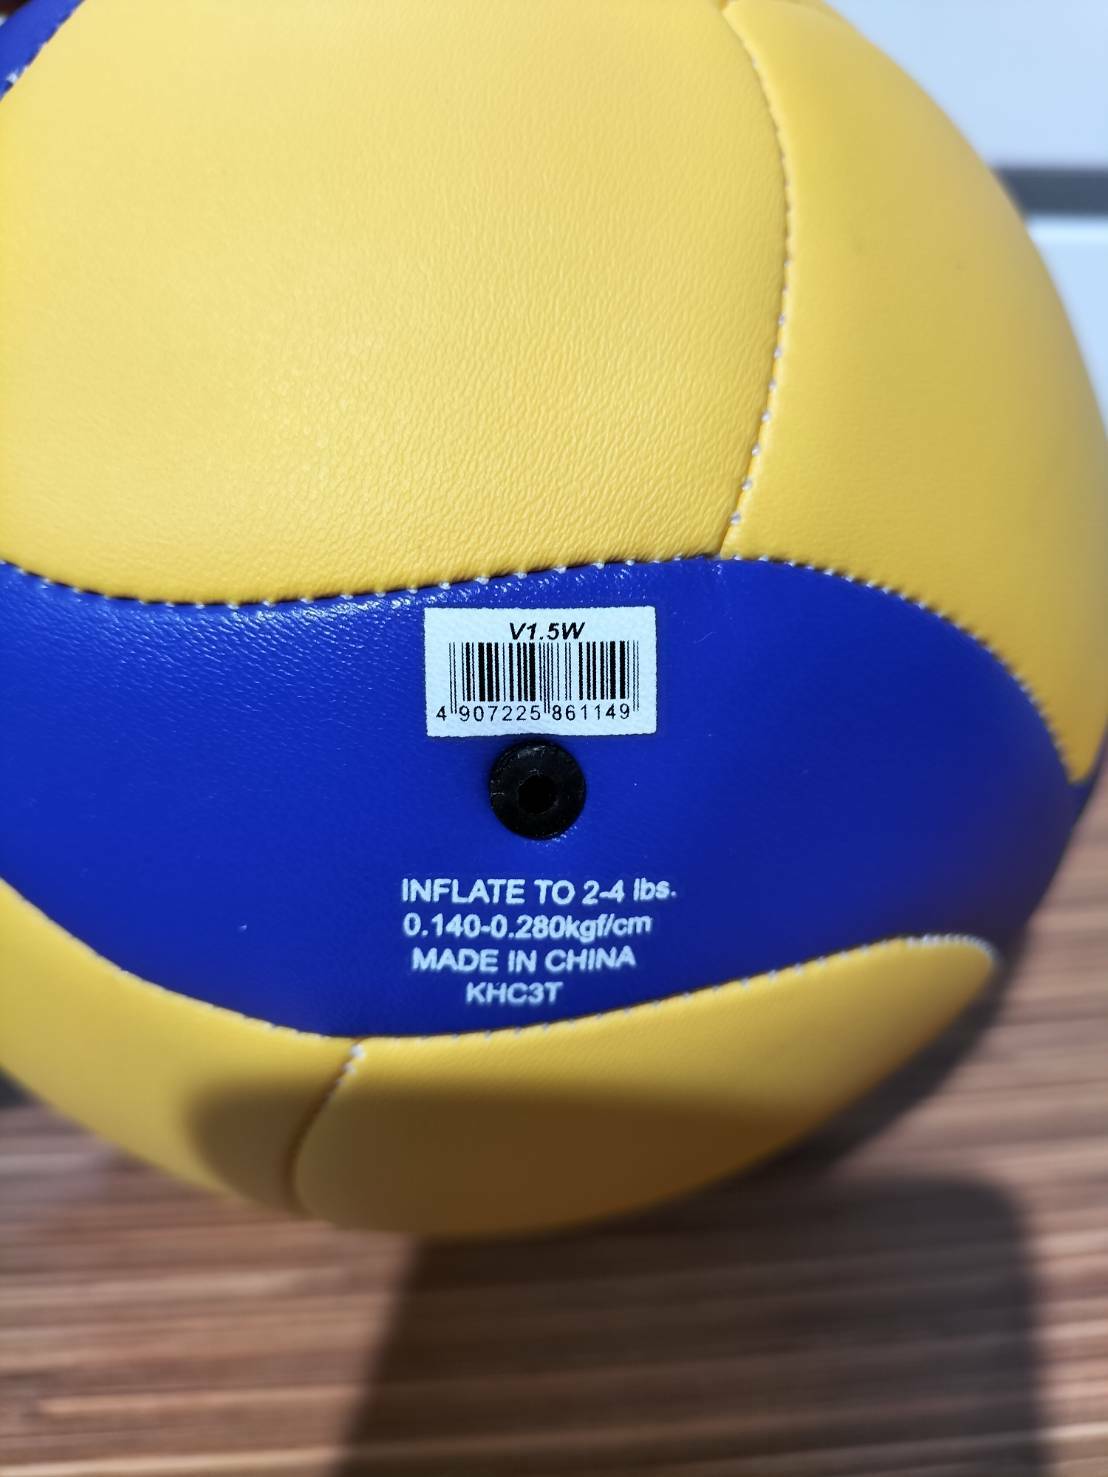 V1.5W
4 907225 861149
INFLATE TO 2-4 lbs.
0.140-0.280kgf/cm
MADE IN CHINA
KHC3T